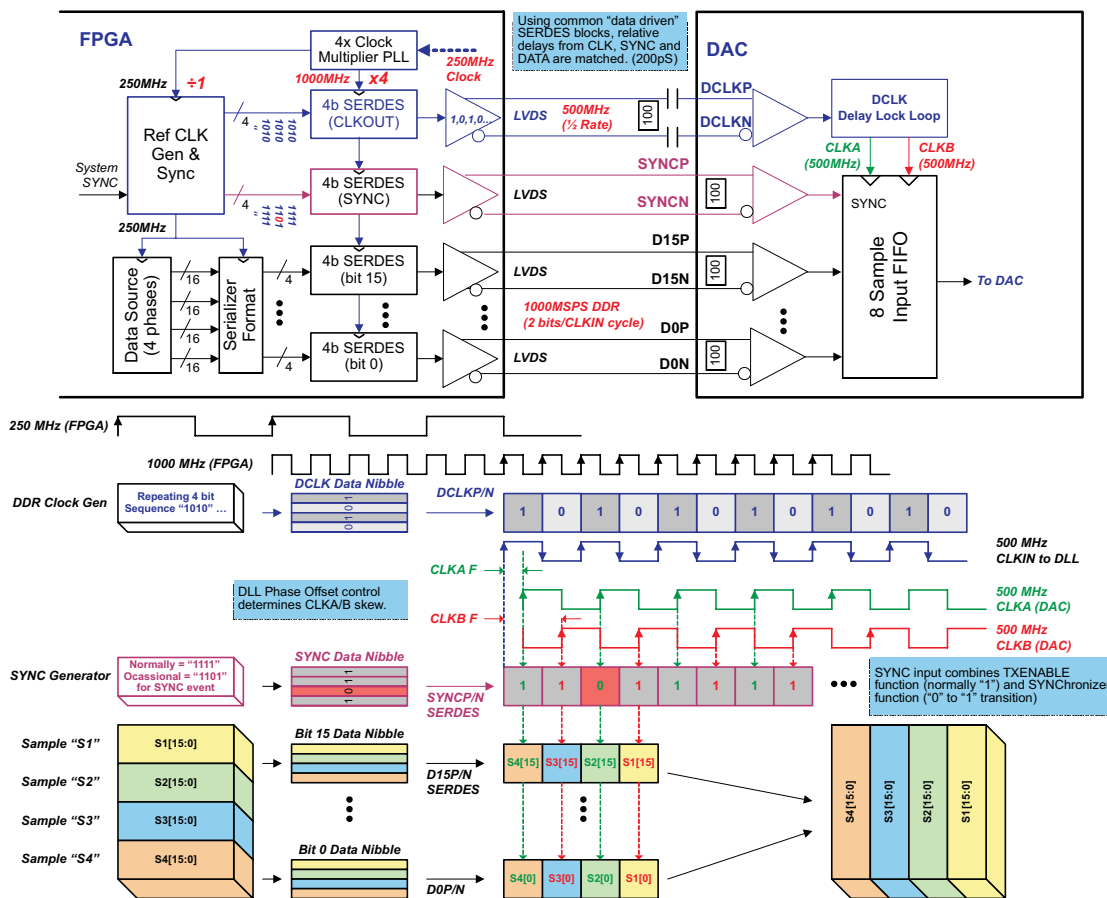 FPGA
4x Clock
Multiplier PLL
250MHz
÷1
1000MHz
x4
250MHz
Clock
Using common “data driven”
SERDES blocks, relative
delays from CLK, SYNC and
DATA are matched. (200pS)
DAC
Ref CLK
Gen &
Sync
4
1010
1010
1010
"
4b SERDES
(CLKOUT)
1,0,1,0...
LVDS
500MHz
(½ Rate)
100
DCLKP
DCLKN
DCLK
Delay Lock Loop
CLKA
(500MHz)
CLKB
(500MHz)
System
SYNC
4
1111
1101
1111
"
4b SERDES
(SYNC)
LVDS
SYNCP
SYNCN
100
SYNC
250MHz
Data Source
(4 phases)
16
16
16
16
Serializer
Format
4
4
4b SERDES
(bit 15)
LVDS
D15P
D15N
100
8 Sample
Input FIFO
To DAC
1000MSPS DDR
(2 bits/CLKIN cycle)
4b SERDES
(bit 0)
LVDS
D0P
D0N
100
250 MHz (FPGA)
1000 MHz (FPGA)
DDR Clock Gen
Repeating 4 bit
Sequence “1010” ...
DCLK Data Nibble
1
0
1
0
DCLKP/N
1 0 1 0 1 0 1 0 1 0 1 0
500 MHz
CLKIN to DLL
CLKA F
DLL Phase Offset control
determines CLKA/B skew.
500 MHz
CLKA (DAC)
CLKB F
500 MHz
CLKB (DAC)
SYNC Generator
Normally = “1111”
Ocassional = “1101”
for SYNC event
SYNC Data Nibble
1
1
0
1
SYNCP/N
SERDES
1 1 0 1 1 1 1 1
SYNC input combines TXENABLE
function (normally “1”) and SYNChronize
function (“0” to “1” transition)
Sample “S1”
S1[15:0]
Bit 15 Data Nibble
Sample “S2”
S2[15:0]
D15P/N
SERDES
S4[15] S3[15] S2[15] S1[15]
Sample “S3”
S3[15:0]
Sample “S4”
S4[15:0]
Bit 0 Data Nibble
D0P/N
S4[0] S3[0] S2[0] S1[0]
S4[15:0]
S3[15:0]
S2[15:0]
S1[15:0]